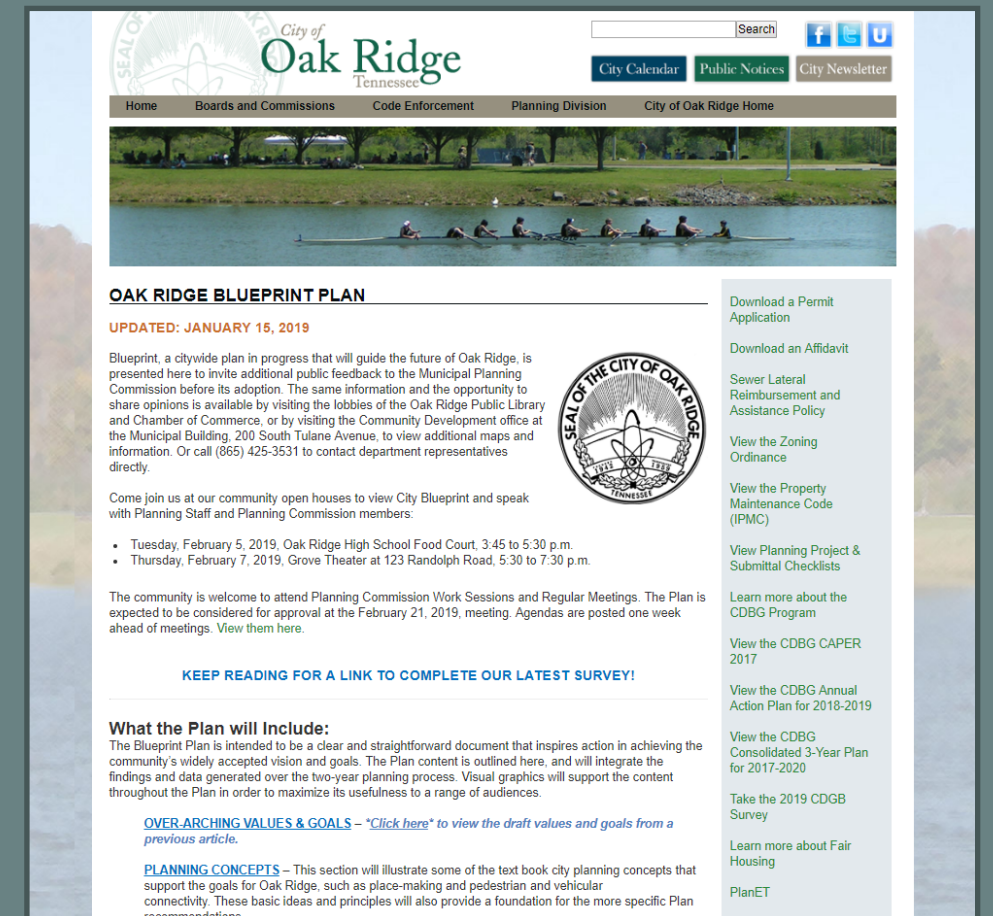 City of
Oak Ridge
Tennessee
Search
City Calendar
Public Notices
City Newsletter
Home
Boards and Commissions
Code Enforcement
Planning Division
City of Oak Ridge Home
OAK RIDGE BLUEPRINT PLAN
UPDATED: JANUARY 15, 2019
Blueprint, a citywide plan in progress that will guide the future of Oak Ridge, is
presented here to invite additional public feedback to the Municipal Planning
Commission before its adoption. The same information and the opportunity to
share opinions is available by visiting the lobbies of the Oak Ridge Public Library
and Chamber of Commerce, or by visiting the Community Development office at
the Municipal Building, 200 South Tulane Avenue, to view additional maps and
information. Or call (865) 425-3531 to contact department representatives
directly.
SEAL OF THE CITY OF OAK RIDGE
TENNESSEE
Come join us at our community open houses to view City Blueprint and speak
with Planning Staff and Planning Commission members:
• Tuesday, February 5, 2019, Oak Ridge High School Food Court, 3:45 to 5:30 p.m.
• Thursday, February 7, 2019, Grove Theater at 123 Randolph Road, 5:30 to 7:30 p.m.
The community is welcome to attend Planning Commission Work Sessions and Regular Meetings. The Plan is
expected to be considered for approval at the February 21, 2019, meeting. Agendas are posted one week
ahead of meetings. View them here.
KEEP READING FOR A LINK TO COMPLETE OUR LATEST SURVEY!
What the Plan will Include:
The Blueprint Plan is intended to be a clear and straightforward document that inspires action in achieving the
community's widely accepted vision and goals. The Plan content is outlined here, and will integrate the
findings and data generated over the two-year planning process. Visual graphics will support the content
throughout the Plan in order to maximize its usefulness to a range of audiences.
OVER-ARCHING VALUES & GOALS – *Click here* to view the draft values and goals from a
previous article.
PLANNING CONCEPTS – This section will illustrate some of the text book city planning concepts that
support the goals for Oak Ridge, such as place-making and pedestrian and vehicular
connectivity. These basic ideas and principles will also provide a foundation for the more specific Plan
recommendations
Download a Permit
Application
Download an Affidavit
Sewer Lateral
Reimbursement and
Assistance Policy
View the Zoning
Ordinance
View the Property
Maintenance Code
(IPMC)
View Planning Project &
Submittal Checklists
Learn more about the
CDBG Program
View the CDBG CAPER
2017
View the CDBG Annual
Action Plan for 2018-2019
View the CDBG
Consolidated 3-Year Plan
for 2017-2020
Take the 2019 CDGB
Survey
Learn more about Fair
Housing
PlanET